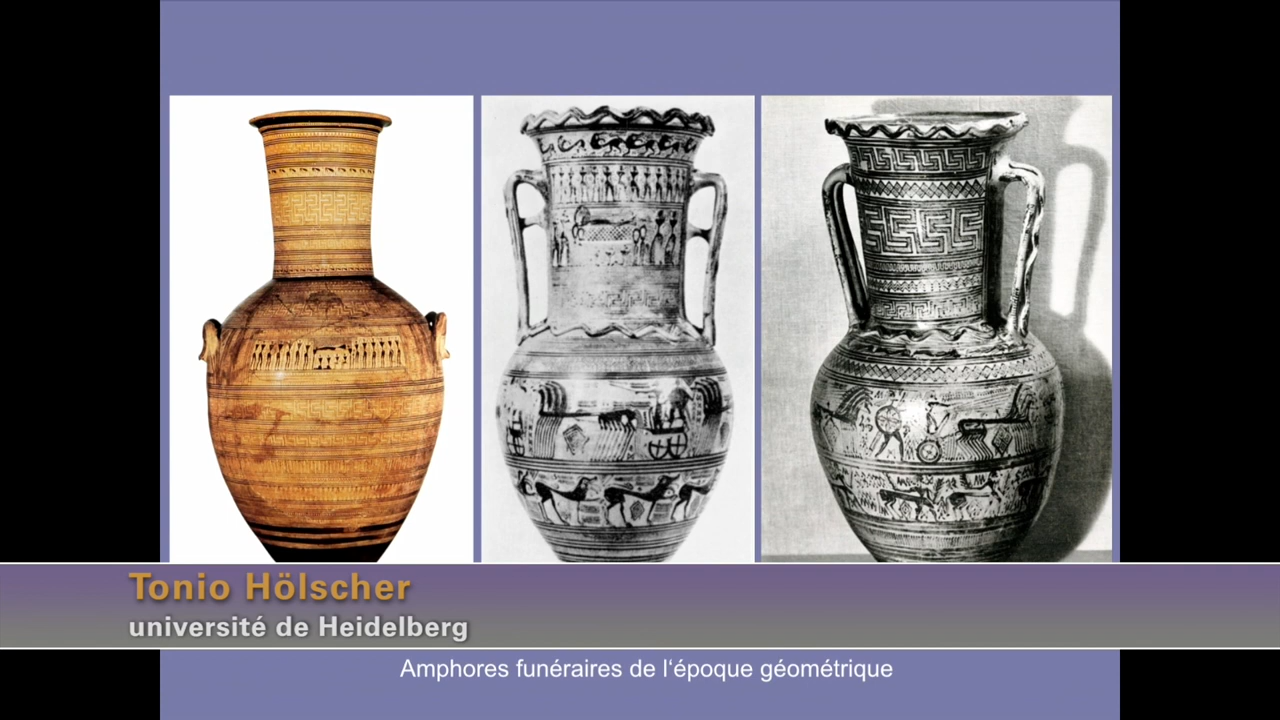 Tonio Hölscher
université de Heidelberg
Amphores funéraires de l‘époque géométrique